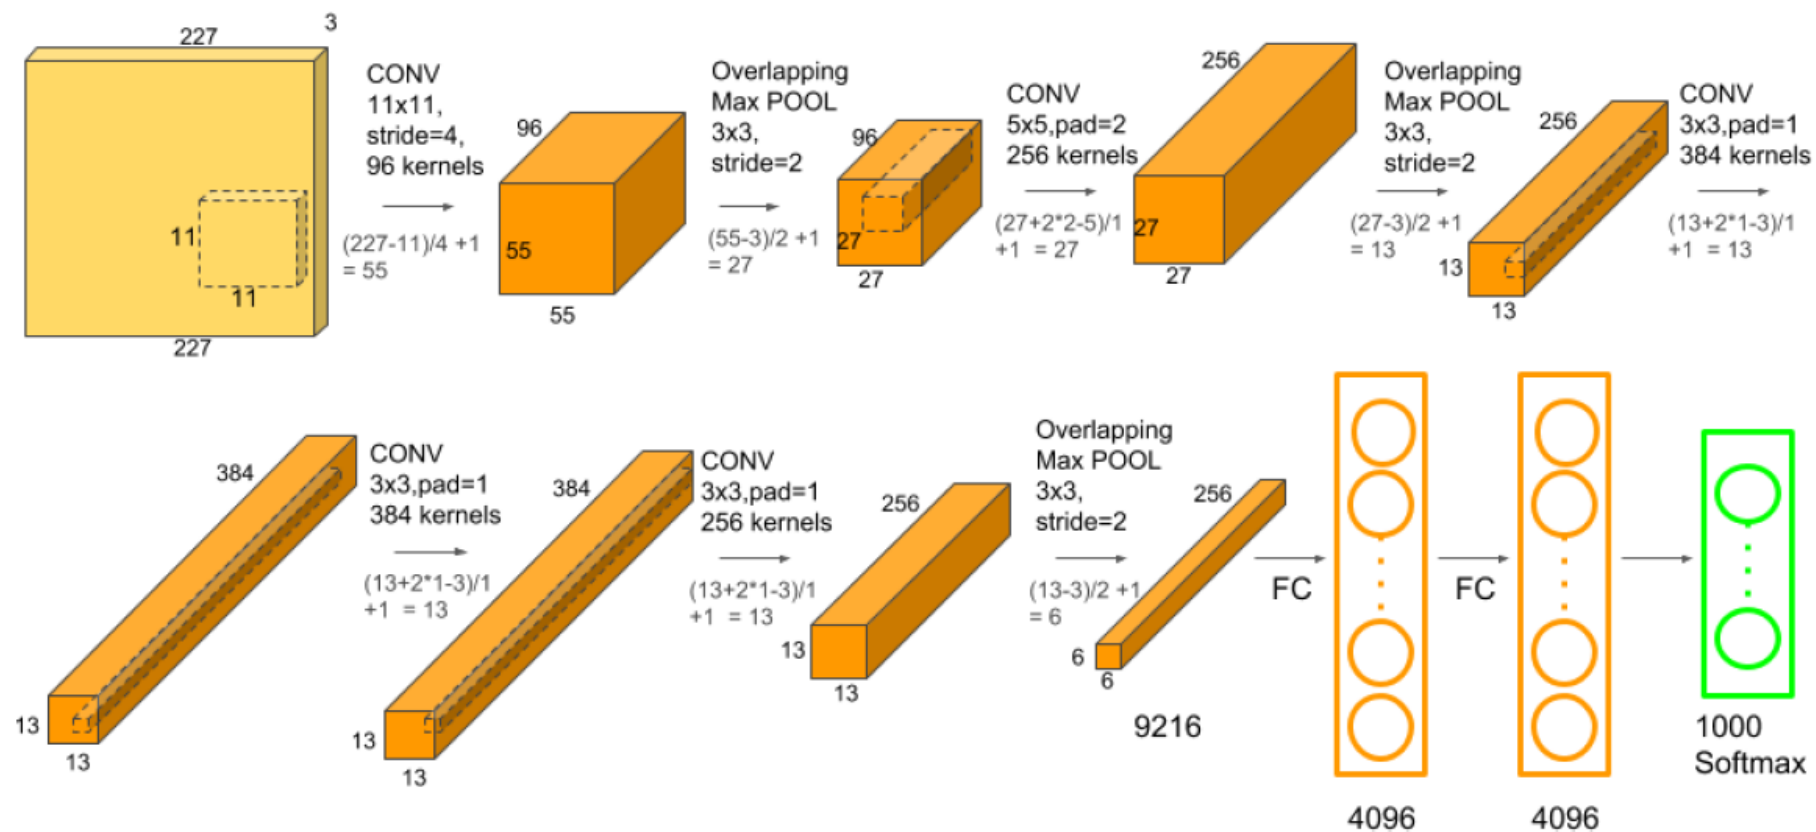 227
3
11
11
227
CONV
11x11,
stride=4,
96 kernels
(227-11)/4 +1
= 55
96
55
55
Overlapping
Max POOL
3x3,
stride=2
(55-3)/2 +1
= 27
96
27
27
CONV
5x5,pad=2
256 kernels
(27+2*2-5)/1
+1 = 27
256
27
27
Overlapping
Max POOL
3x3,
stride=2
(27-3)/2 +1
= 13
256
13
13
CONV
3x3,pad=1
384 kernels
(13+2*1-3)/1
+1 = 13
384
13
13
CONV
3x3,pad=1
384 kernels
(13+2*1-3)/1
+1 = 13
384
13
13
CONV
3x3,pad=1
256 kernels
(13+2*1-3)/1
+1 = 13
256
13
13
Overlapping
Max POOL
3x3,
stride=2
(13-3)/2 +1
= 6
256
6
6
9216
FC
4096
FC
4096
1000
Softmax